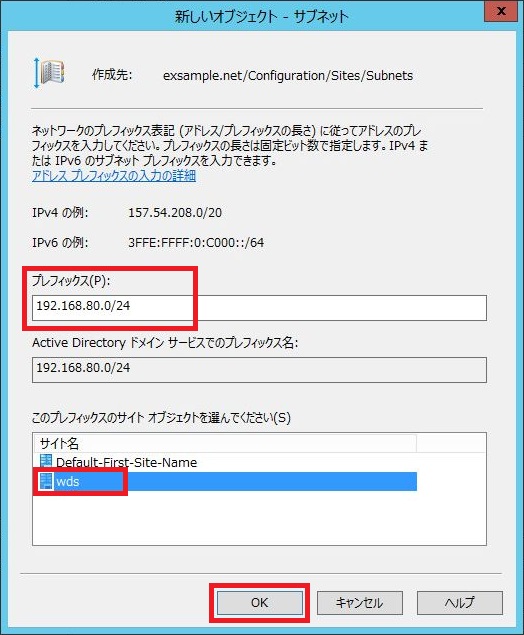 新しいオブジェクト - サブネット
x
作成先: exsample.net/Configuration/Sites/Subnets
ネットワークのプレフィックス表記 (アドレス/プレフィックスの長さ) に従ってアドレスのプレ
フィックスを入力してください。プレフィックスの長さは固定ビット数で指定します。IPv4 ま
たは IPv6 のサブネット プレフィックスを入力できます。
アドレス プレフィックスの入力の詳細
IPv4 の例: 157.54.208.0/20
IPv6 の例: 3FFE:FFFF:0:C000::/64
プレフィックス(P):
192.168.80.0/24
Active Directory ドメイン サービスでのプレフィックス名:
192.168.80.0/24
このプレフィックスのサイト オブジェクトを選んでください(S)
サイト名
Default-First-Site-Name
wds
OK キャンセル ヘルプ